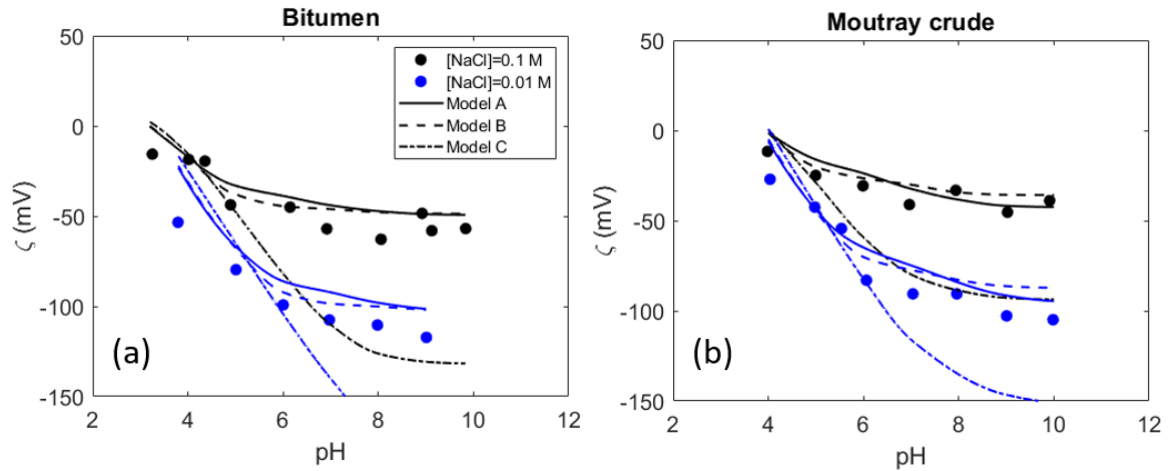 Bitumen
50
0
-50
-100
-150
ζ (mV)
2
4
6
8
10
12
pH
(a)
[NaCl]=0.1 M
[NaCl]=0.01 M
Model A
Model B
Model C
Moutray crude
50
0
-50
-100
-150
ζ (mV)
2
4
6
8
10
12
pH
(b)